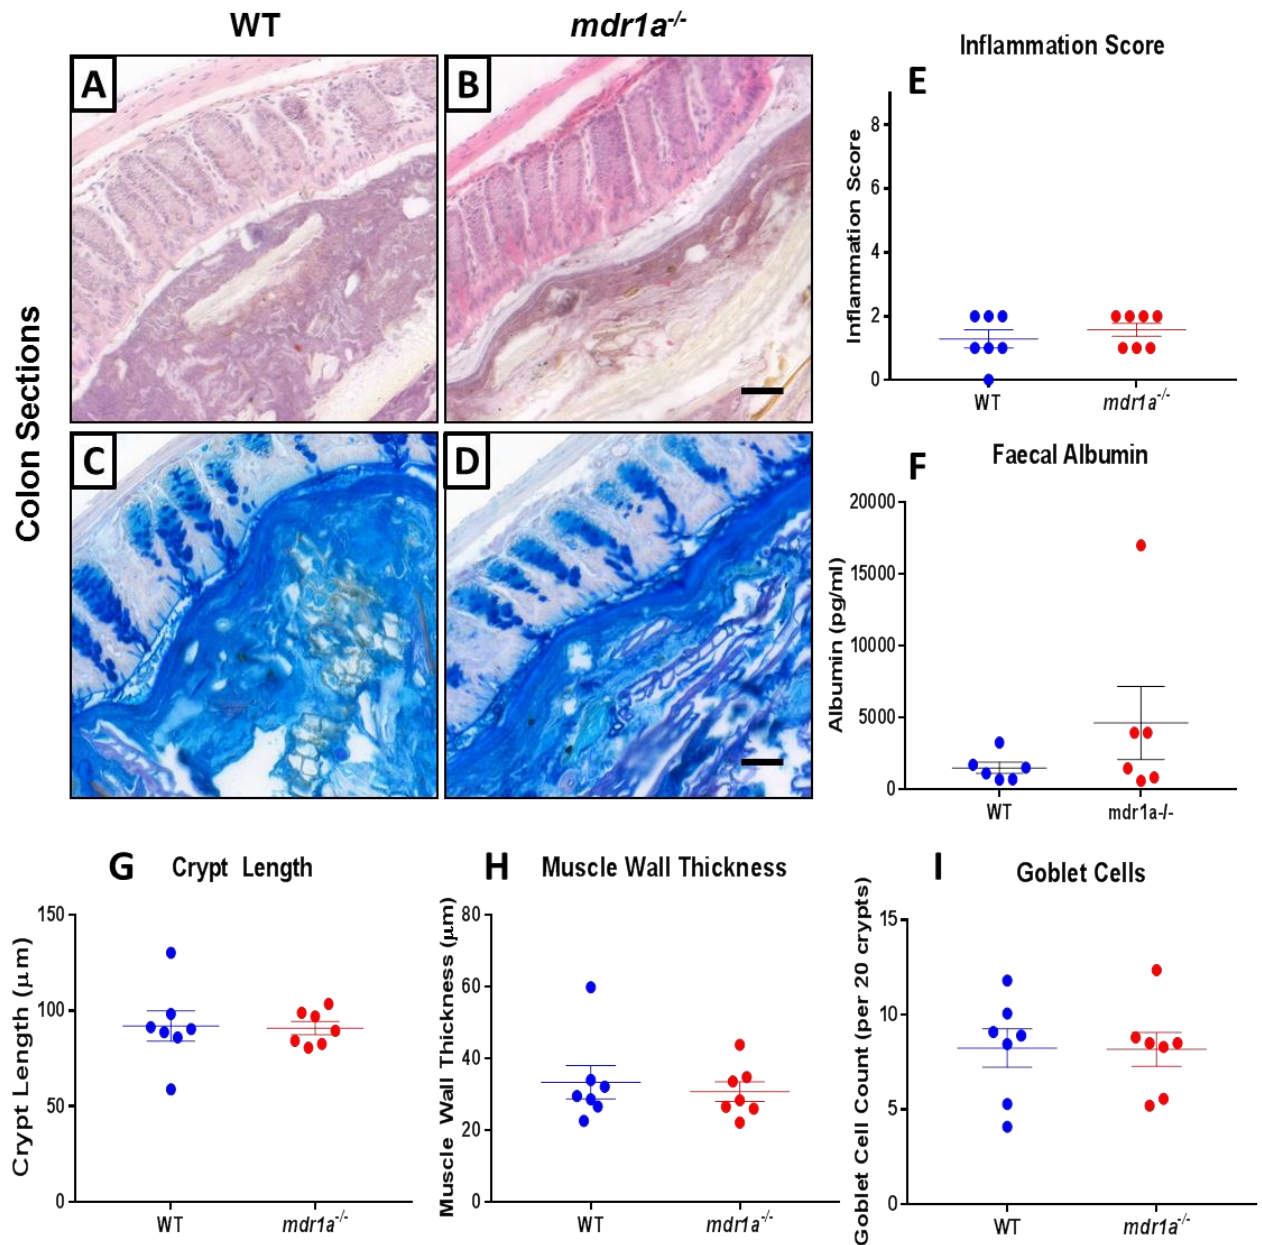 WT
mdr1a-/-
Colon Sections
A
B
C
D
E
Inflammation Score
Inflammation Score
8
6
4
2
0
WT
mdr1a-/-
F
Faecal Albumin
Albumin (pg/ml)
20000
15000
10000
5000
0
WT
mdr1a-/-
G
Crypt Length
Crypt Length (μm)
150
100
50
0
WT
mdr1a-/-
H
Muscle Wall Thickness
Muscle Wall Thickness (μm)
80
60
40
20
0
WT
mdr1a-/-
I
Goblet Cells
Goblet Cell Count (per 20 crypts)
15
10
5
0
WT
mdr1a-/-